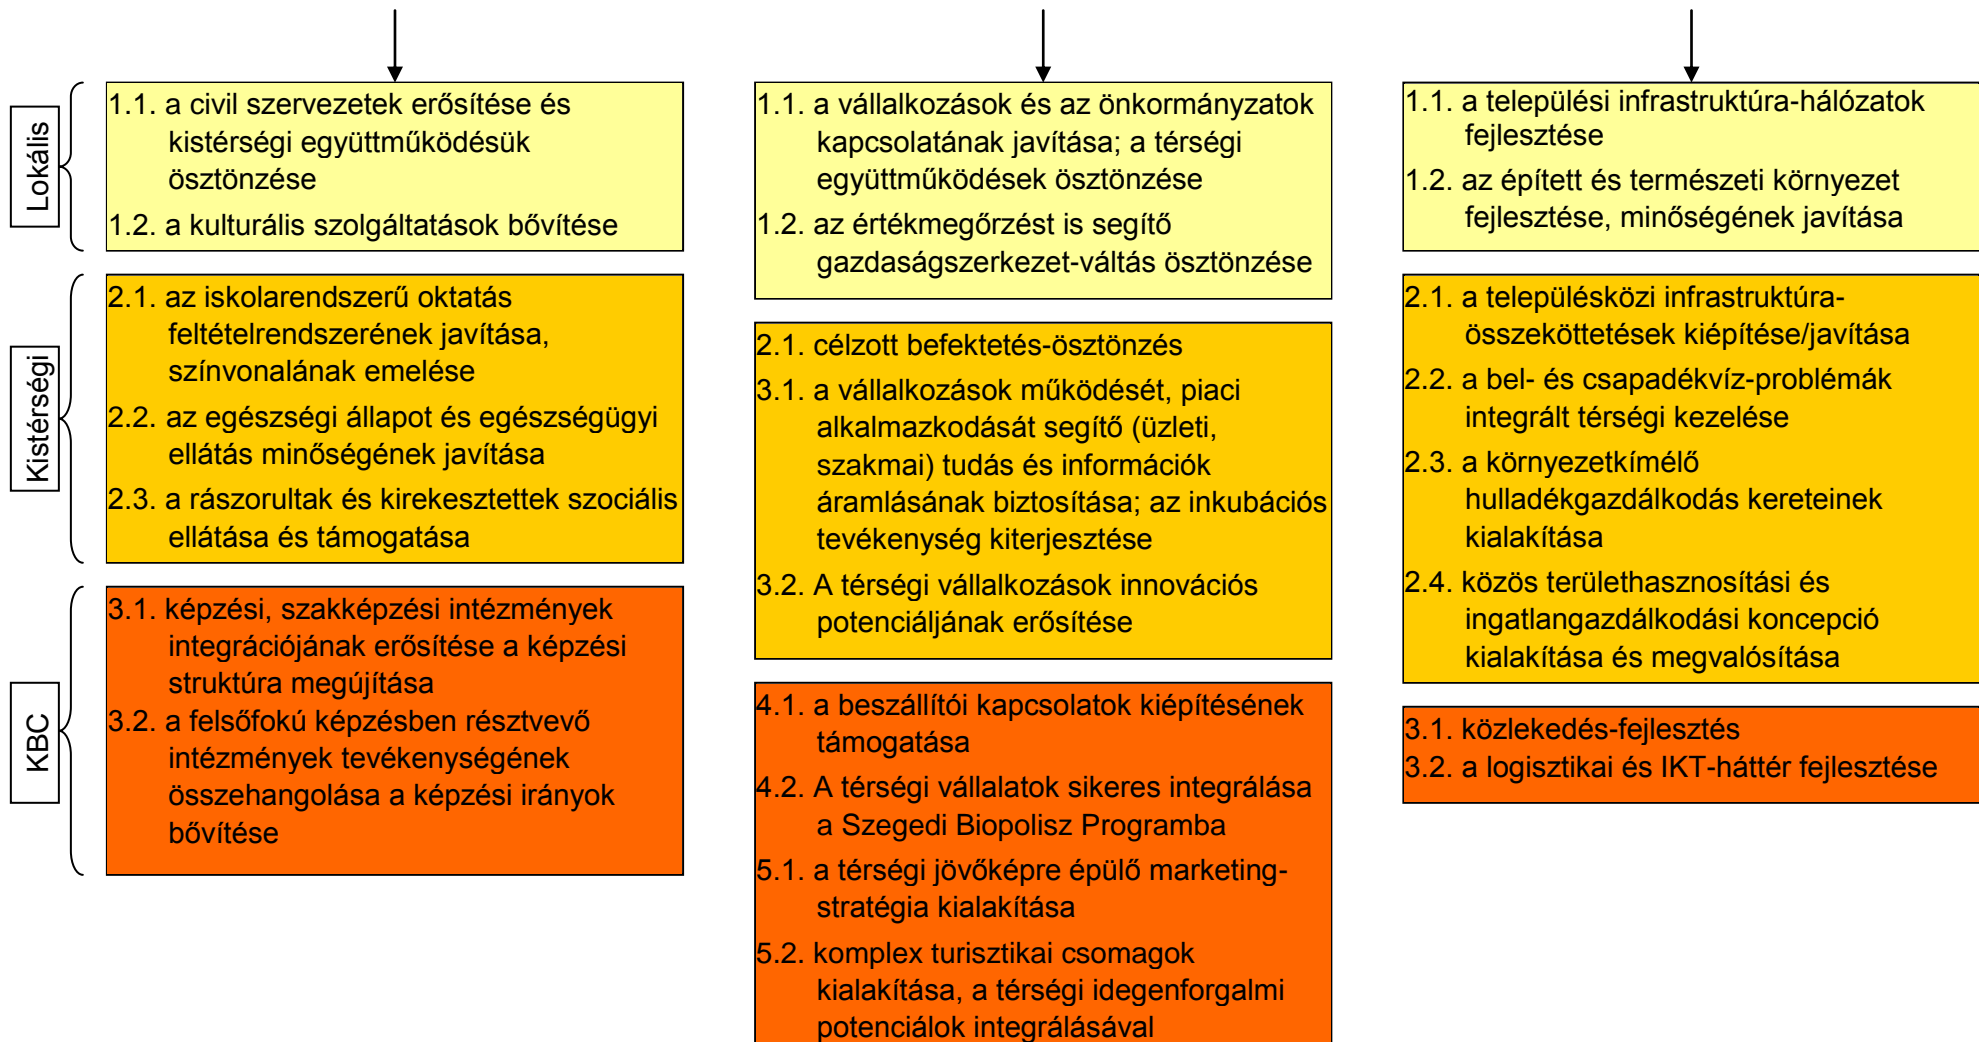 Lokális
1.1. a civil szervezetek erősítése és
kistérségi együttműködésük
ösztönzése
1.2. a kulturális szolgáltatások bővítése
Kistérségi
2.1. az iskolarendszerű oktatás
feltételrendszerének javítása,
színvonalának emelése
2.2. az egészségi állapot és egészségügyi
ellátás minőségének javítása
2.3. a rászorultak és kirekesztettek szociális
ellátása és támogatása
KBC
3.1. képzési, szakképzési intézmények
integrációjának erősítése a képzési
struktúra megújítása
3.2. a felsőfokú képzésben résztvevő
intézmények tevékenységének
összehangolása a képzési irányok
bővítése
1.1. a vállalkozások és az önkormányzatok
kapcsolatának javítása; a térségi
együttműködések ösztönzése
1.2. az értékmegőrzést is segítő
gazdaságszerkezet-váltás ösztönzése
2.1. célzott befektetés-ösztönzés
3.1. a vállalkozások működését, piaci
alkalmazkodását segítő (üzleti,
szakmai) tudás és információk
áramlásának biztosítása; az inkubációs
tevékenység kiterjesztése
3.2. A térségi vállalkozások innovációs
potenciáljának erősítése
4.1. a beszállítói kapcsolatok kiépítésének
támogatása
4.2. A térségi vállalatok sikeres integrálása
a Szegedi Biopolisz Programba
5.1. a térségi jövőképre épülő marketing-
stratégia kialakítása
5.2. komplex turisztikai csomagok
kialakítása, a térségi idegenforgalmi
potenciálok integrálásával
1.1. a települési infrastruktúra-hálózatok
fejlesztése
1.2. az épített és természeti környezet
fejlesztése, minőségének javítása
2.1. a településközi infrastruktúra-
összeköttetések kiépítése/javítása
2.2. a bel- és csapadékvíz-problémák
integrált térségi kezelése
2.3. a környezetkímélő
hulladékgazdálkodás kereteinek
kialakítása
2.4. közös területhasznosítási és
ingatlangazdálkodási koncepció
kialakítása és megvalósítása
3.1. közlekedés-fejlesztés
3.2. a logisztikai és IKT-háttér fejlesztése